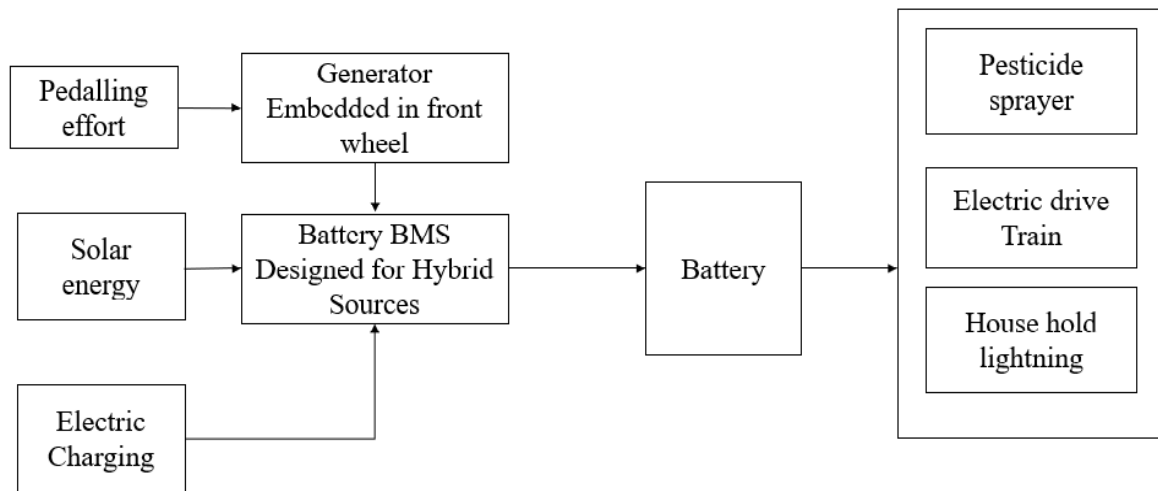 Pedalling
effort
Generator
Embedded in front
wheel
Solar
energy
Battery BMS
Designed for Hybrid
Sources
Electric
Charging
Battery
Pesticide
sprayer
Electric drive
Train
House hold
lightning